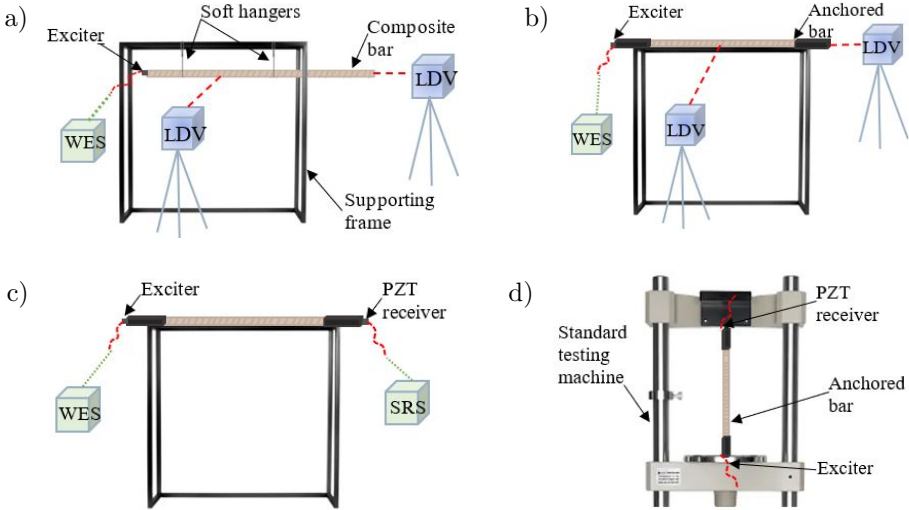 a)
Soft hangers
Exciter
Composite
bar
LDV
WES
LDV
Supporting
frame
b)
Exciter
Anchored
bar
LDV
WES
LDV
c)
Exciter
PZT
receiver
WES
SRS
d)
PZT
receiver
Standard
testing
machine
Anchored
bar
Exciter